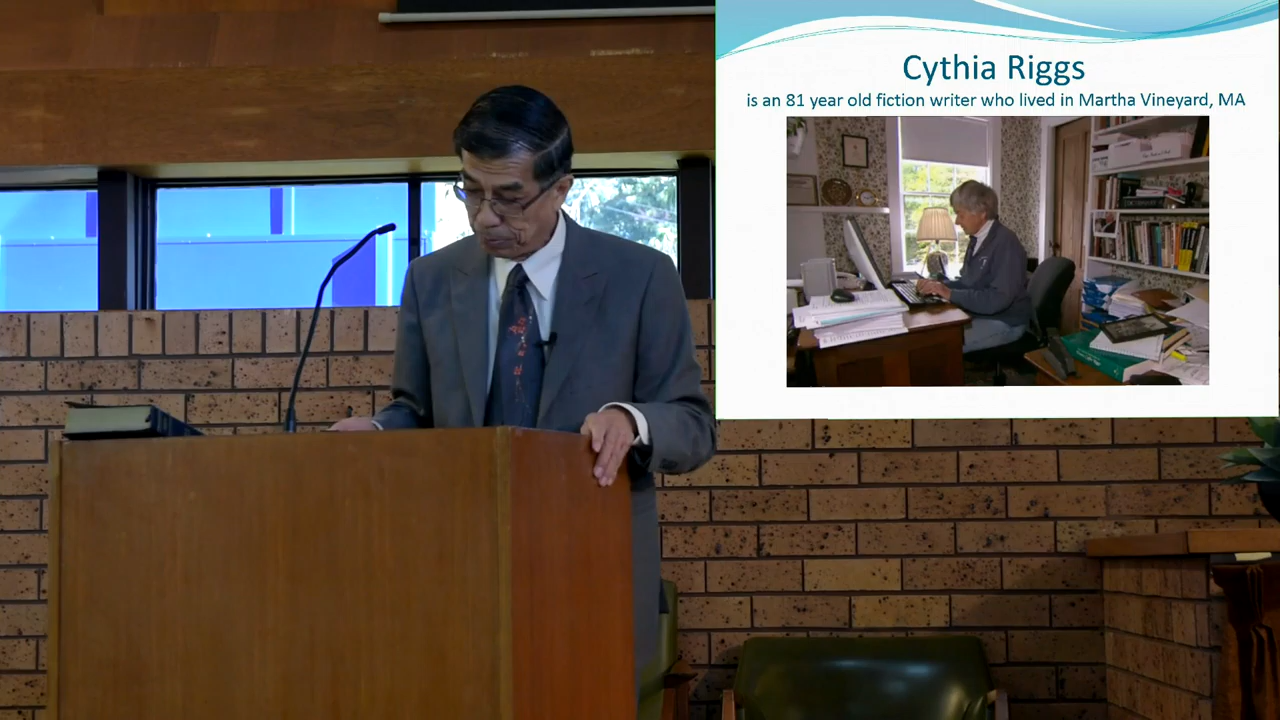 Cythia Riggs
is an 81 year old fiction writer who lived in Martha Vineyard, MA